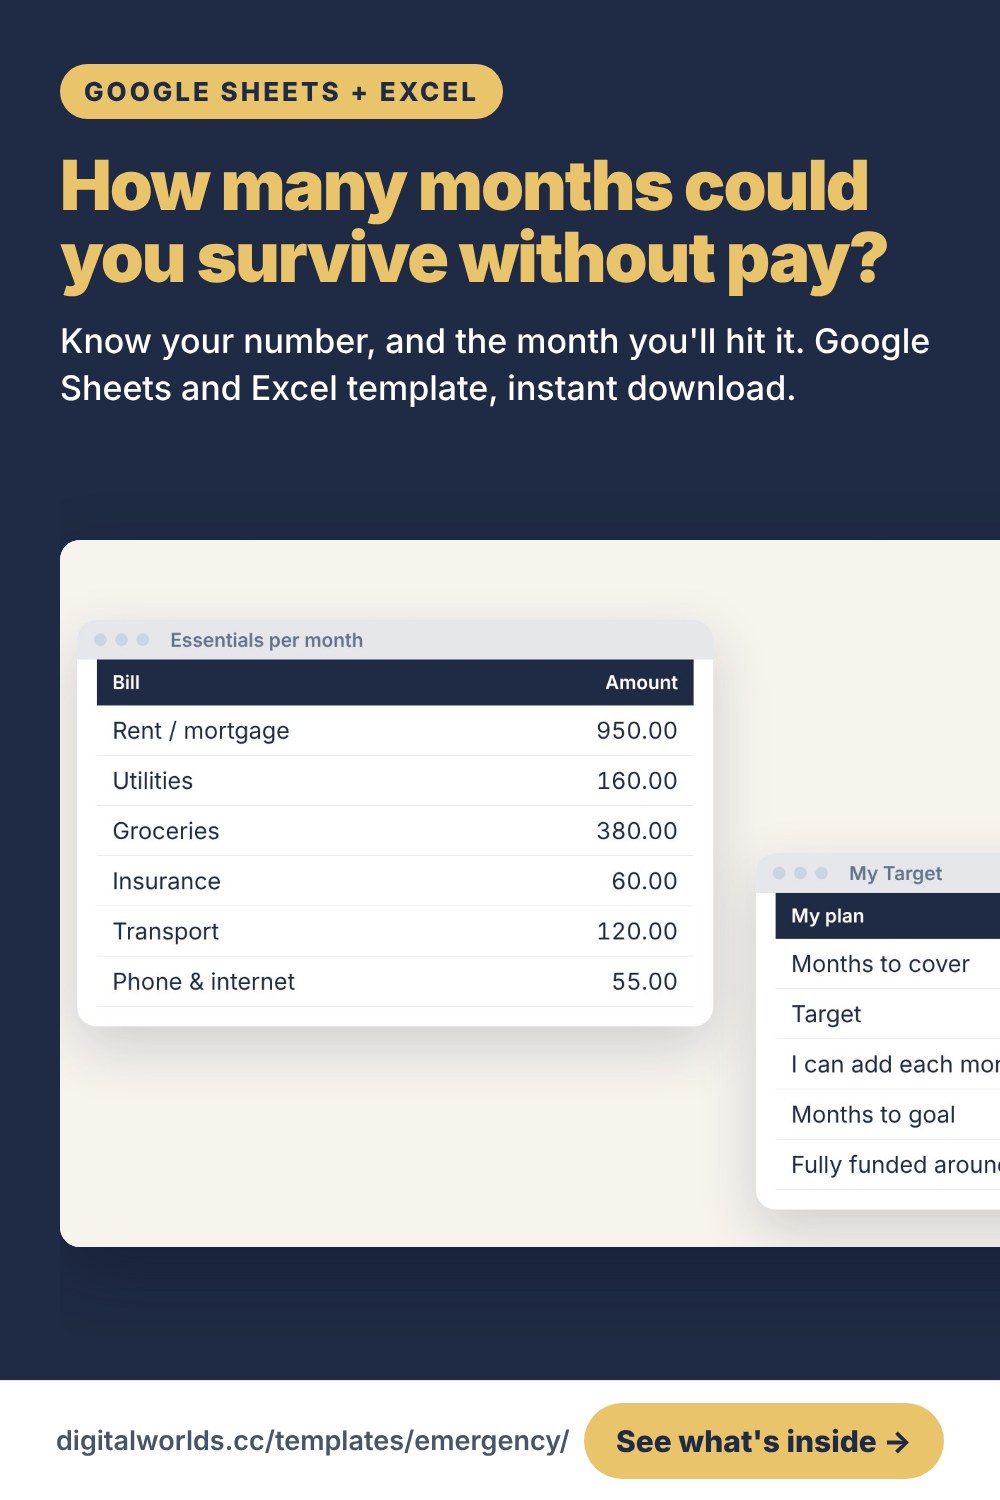 GOOGLE SHEETS + EXCEL
How many months could
you survive without pay?
Know your number, and the month you'll hit it. Google
Sheets and Excel template, instant download.
Essentials per month
Bill Amount
Rent / mortgage 950.00
Utilities 160.00
Groceries 380.00
Insurance 60.00
Transport 120.00
Phone & internet 55.00
My Target
My plan
Months to cover
Target
I can add each
Months to goal
Fully funded
digitalworlds.cc/templates/emergency/
See what's inside →